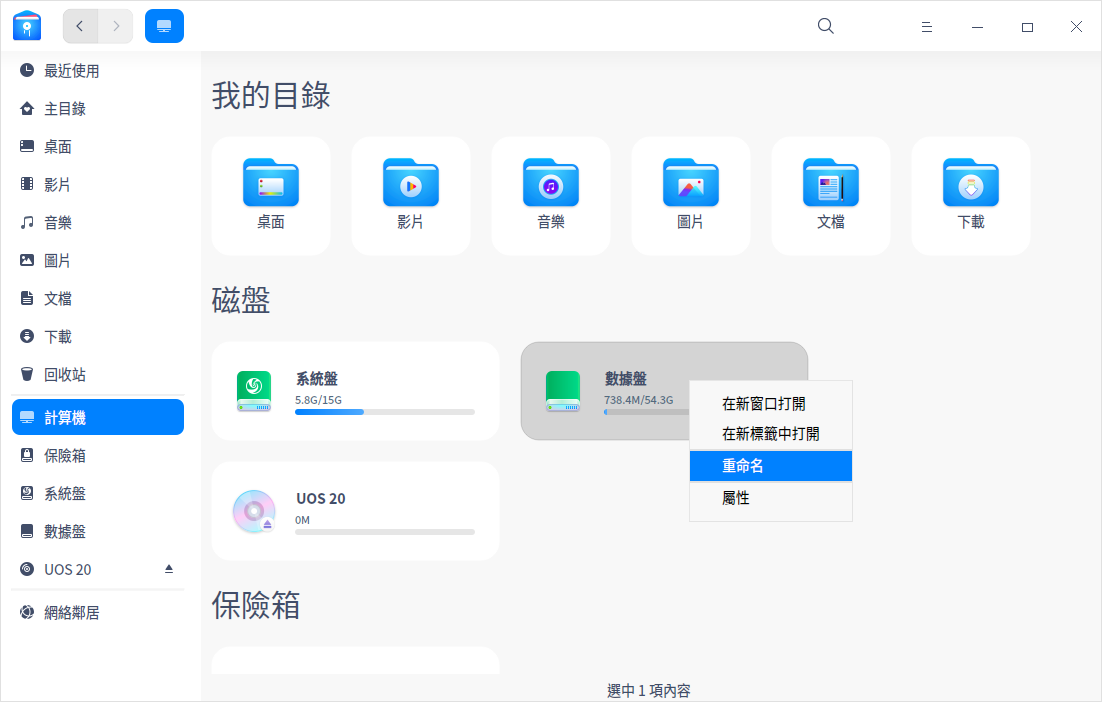 最近使用
主目錄
桌面
影片
音樂
圖片
文檔
下載
回收站
計算機
保險箱
系統盤
數據盤
UOS 20
網絡鄰居
我的目錄
桌面
影片
音樂
圖片
文檔
下載
磁盤
系統盤
5.8G/15G
數據盤
738.4M/54.3G
在新窗口打開
在新標籤中打開
重命名
屬性
UOS 20
0M
保險箱
選中 1 項內容